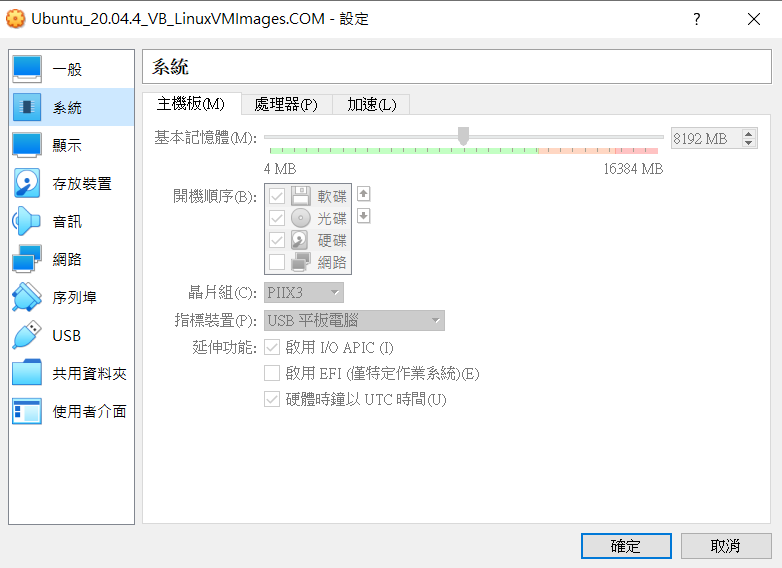 Ubuntu_20.04.4_VB_LinuxVMImages.COM - 設定
?
一般
系統
顯示
存放裝置
音訊
網路
序列埠
USB
共用資料夾
使用者介面
系統
主機板(M) 處理器(P) 加速(L)
基本記憶體(M): 8192 MB
4 MB 16384 MB
開機順序(B): 軟碟
光碟
硬碟
網路
晶片組(C): PIIX3
指標裝置(P): USB 平板電腦
延伸功能: 啟用 I/O APIC (I)
啟用 EFI (僅特定作業系統)(E)
硬體時鐘以 UTC 時間(U)
確定 取消